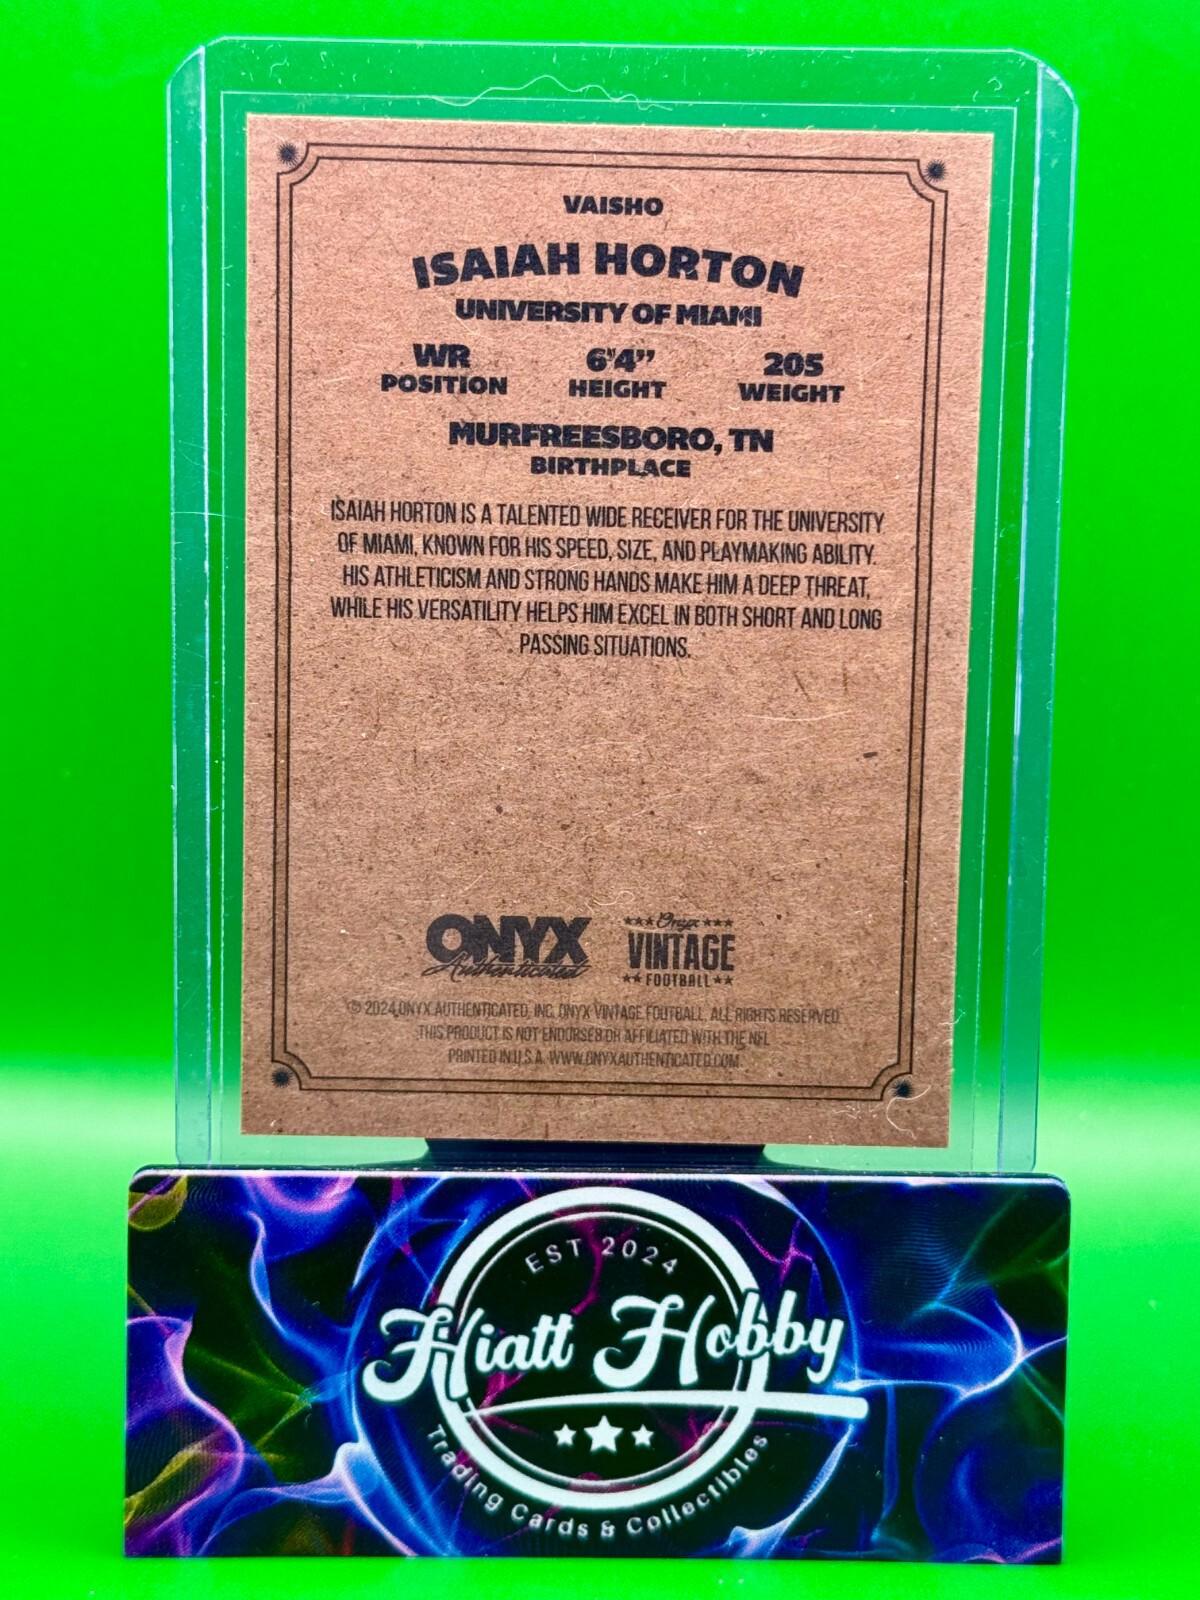 VAISHO
ISAIAH HORTON
UNIVERSITY OF MIAMI
WR 6'4" 205
POSITION HEIGHT WEIGHT
MURFREESBORO, TN
BIRTHPLACE
ISAIAH HORTON IS A TALENTED WIDE RECEIVER FOR THE UNIVERSITY
OF MIAMI, KNOWN FOR HIS SPEED, SIZE, AND PLAYMAKING ABILITY.
HIS ATHLETICISM AND STRONG HANDS MAKE HIM A DEEP THREAT,
WHILE HIS VERSATILITY HELPS HIM EXCEL IN BOTH SHORT AND LONG
PASSING SITUATIONS.
ONYX
Authenticated
Onyx
VINTAGE
FOOTBALL
© 2024 ONYX AUTHENTICATED, INC. ONYX VINTAGE FOOTBALL. ALL RIGHTS RESERVED.
THIS PRODUCT IS NOT ENDORSED OR AFFILIATED WITH THE NFL
PRINTED IN U.S.A. WWW.ONYXAUTHENTICATED.COM
EST 2024
Hiatt Hobby
Trading Cards & Collectibles